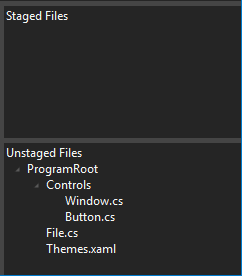 Staged Files
Unstaged Files
ProgramRoot
Controls
Window.cs
Button.cs
File.cs
Themes.xaml